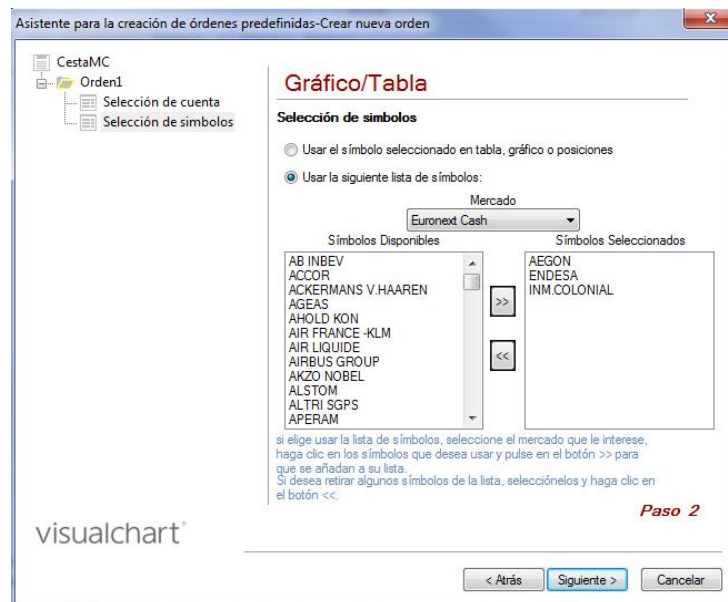 Asistente para la creación de órdenes predefinidas-Crear nueva orden
CestaMC
Orden1
Selección de cuenta
Selección de simbolos
Gráfico/Tabla
Selección de simbolos
Usar el símbolo seleccionado en tabla, gráfico o posiciones
Usar la siguiente lista de símbolos:
Mercado
Euronext Cash
Símbolos Disponibles
AB INBEV
ACCOR
ACKERMANS V.HAAREN
AGEAS
AHOLD KON
AIR FRANCE -KLM
AIR LIQUIDE
AIRBUS GROUP
AKZO NOBEL
ALSTOM
ALTRI SGPS
APERAM
>>
<<
Símbolos Seleccionados
AEGON
ENDESA
INM.COLONIAL
si elige usar la lista de símbolos, seleccione el mercado que le interese,
haga clic en los símbolos que desea usar y pulse en el botón >> para
que se añadan a su lista.
Si desea retirar algunos símbolos de la lista, selecciónelos y haga clic en
el botón <<.
Paso 2
visualchart®
< Atrás
Siguiente >
Cancelar